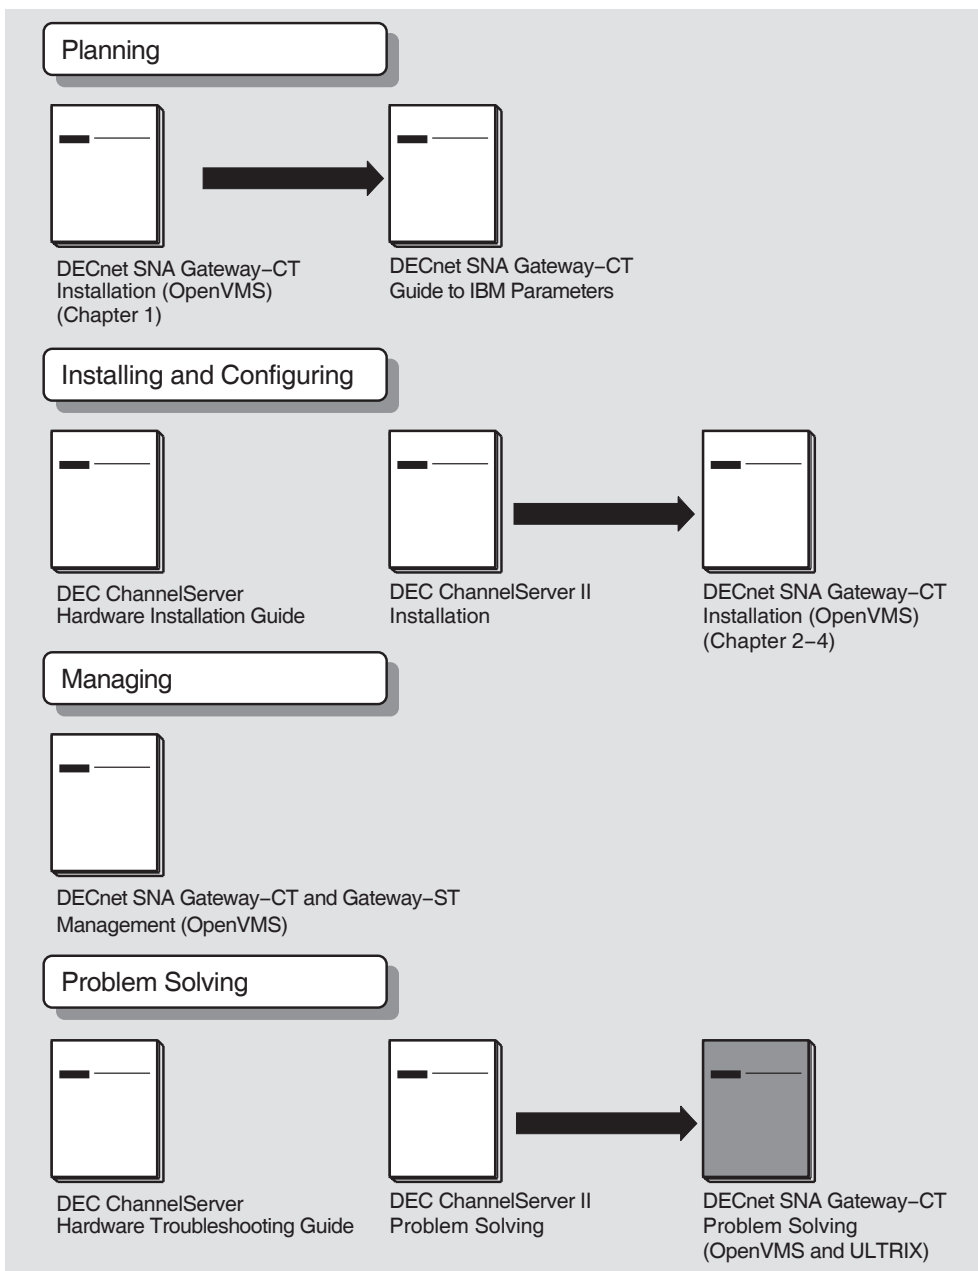 Planning
DECnet SNA Gateway−CT
Installation (OpenVMS)
(Chapter 1)
DECnet SNA Gateway−CT
Guide to IBM Parameters
Installing and Configuring
DEC ChannelServer
Hardware Installation Guide
DEC ChannelServer II
Installation
DECnet SNA Gateway−CT
Installation (OpenVMS)
(Chapter 2−4)
Managing
DECnet SNA Gateway−CT and Gateway−ST
Management (OpenVMS)
Problem Solving
DEC ChannelServer
Hardware Troubleshooting Guide
DEC ChannelServer II
Problem Solving
DECnet SNA Gateway−CT
Problem Solving
(OpenVMS and ULTRIX)